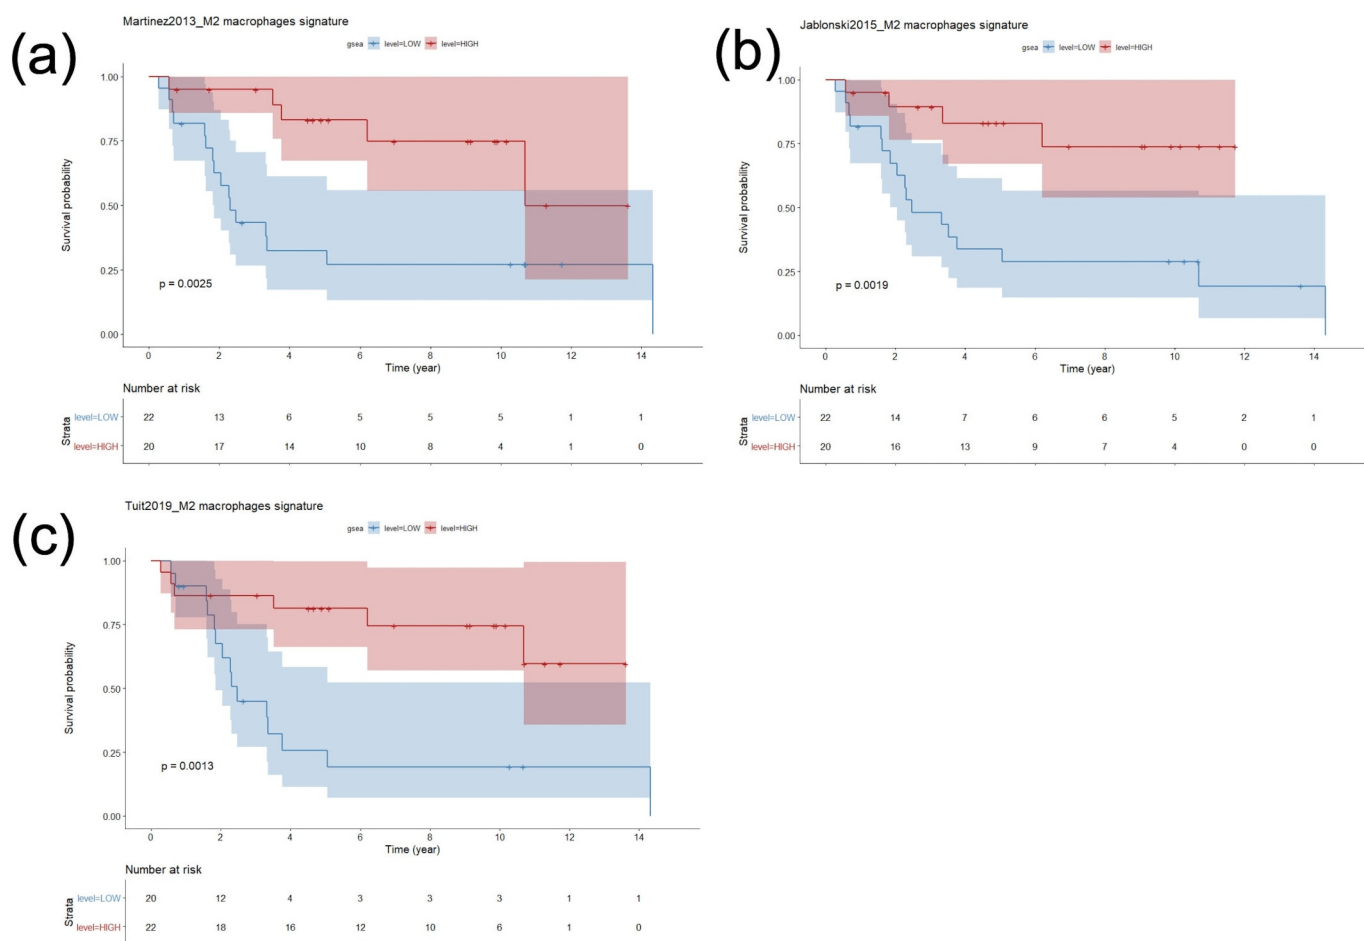 (a)
Martinez2013_M2 macrophages signature
gsea level=LOW level=HIGH
1.00
0.75
0.50
0.25
0.00
Survival probability
p = 0.0025
0 2 4 6 8 10 12 14
Time (year)
Number at risk
Strata
level=LOW 22 13 6 5 5 5 1 1
level=HIGH 20 17 14 10 8 4 1 0
(b)
Jablonski2015_M2 macrophages signature
gsea level=LOW level=HIGH
1.00
0.75
0.50
0.25
0.00
Survival probability
p = 0.0019
0 2 4 6 8 10 12 14
Time (year)
Number at risk
Strata
level=LOW 22 14 7 6 6 5 2 1
level=HIGH 20 16 13 9 7 4 0 0
(c)
Tuit2019_M2 macrophages signature
gsea level=LOW level=HIGH
1.00
0.75
0.50
0.25
0.00
Survival probability
p = 0.0013
0 2 4 6 8 10 12 14
Time (year)
Number at risk
Strata
level=LOW 20 12 4 3 3 3 1 1
level=HIGH 22 18 16 12 10 6 1 0